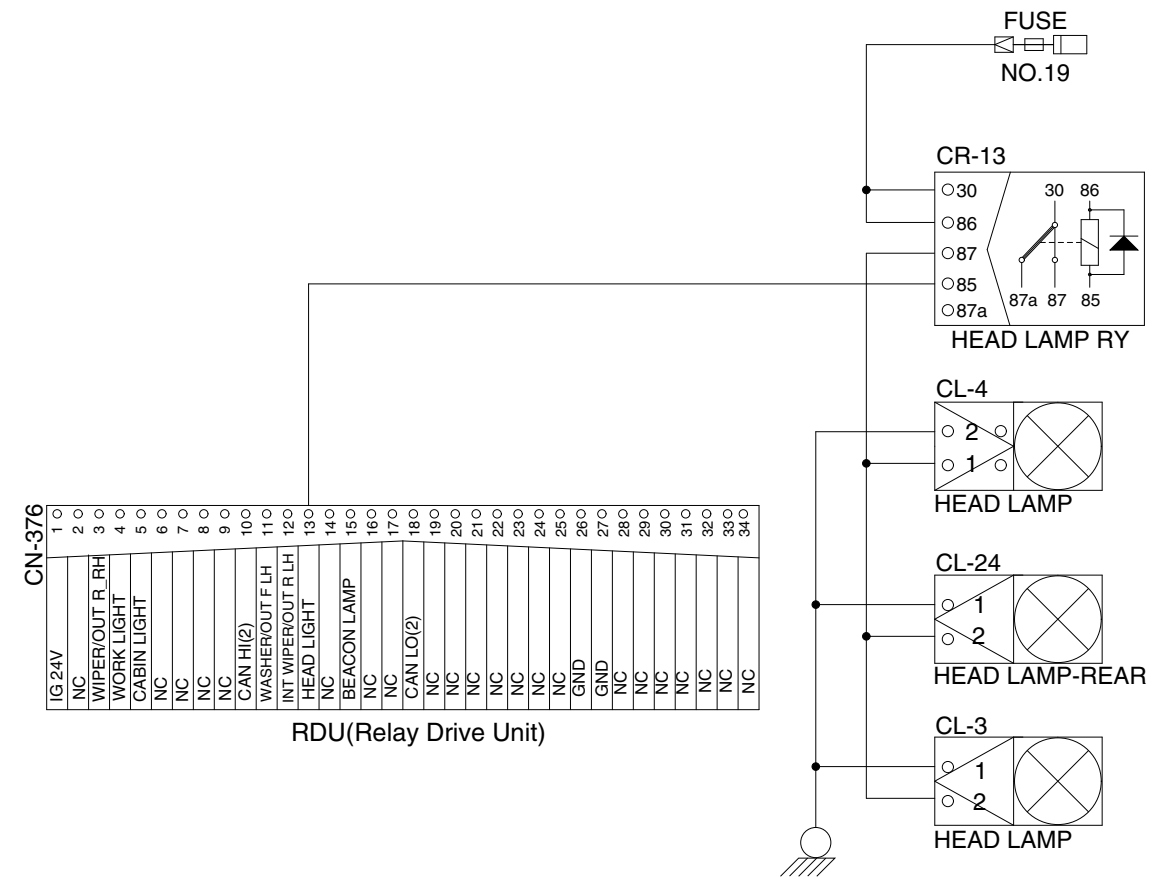 FUSE
NO.19
CR-13
30
86
87
85
87a
30 86
87a 87 85
HEAD LAMP RY
CL-4
2
1
HEAD LAMP
CL-24
1
2
HEAD LAMP-REAR
CL-3
1
2
HEAD LAMP
CN-376
1 2 3 4 5 6 7 8 9 10 11 12 13 14 15 16 17 18 19 20 21 22 23 24 25 26 27 28 29 30 31 32 33 34
IG 24V
NC
WIPER/OUT R_RH
WORK LIGHT
CABIN LIGHT
NC
NC
NC
NC
CAN HI(2)
WASHER/OUT F LH
INT WIPER/OUT R LH
HEAD LIGHT
NC
BEACON LAMP
NC
NC
CAN LO(2)
NC
NC
NC
NC
NC
NC
NC
GND
GND
NC
NC
NC
NC
NC
NC
NC
RDU(Relay Drive Unit)